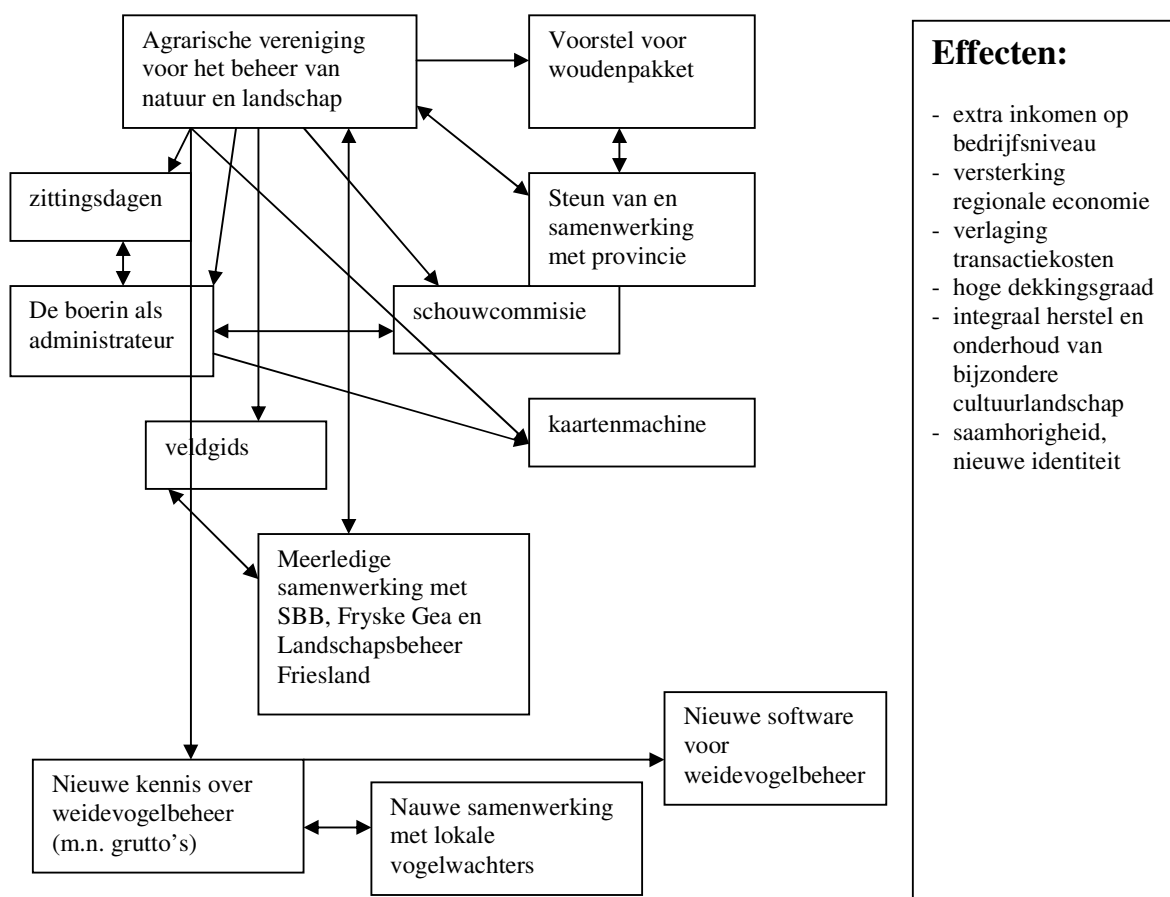 Agrarische vereniging
voor het beheer van
natuur en landschap
Voorstel voor
woudenpakket
zittingsdagen
Steun van en
samenwerking
met provincie
De boerin als
administrateur
schouwcommisie
kaartenmachine
veldgids
Meerledige
samenwerking met
SBB, Fryske Gea en
Landschapsbeheer
Friesland
Nieuwe software
voor
weidevogelbeheer
Nieuwe kennis over
weidevogelbeheer
(m.n. grutto's)
Nauwe samenwerking
met lokale
vogelwachters
Effecten:
- extra inkomen op
bedrijfsniveau
- versterking
regionale economie
- verlaging
transactiekosten
- hoge dekkingsgraad
- integraal herstel en
onderhoud van
bijzondere
cultuurlandschap
- saamhorigheid,
nieuwe identiteit